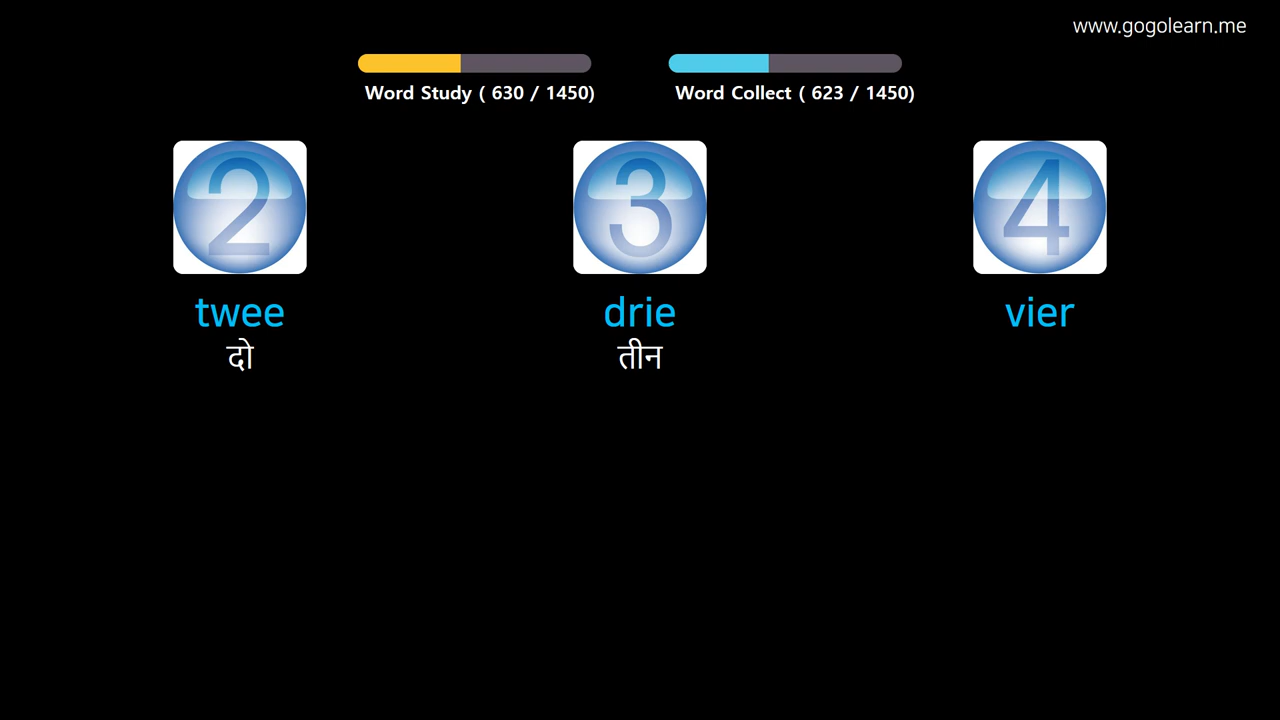 www.gogolearn.me
Word Study ( 630 / 1450)
Word Collect ( 623 / 1450)
2
3
4
twee
drie
vier
दो
तीन